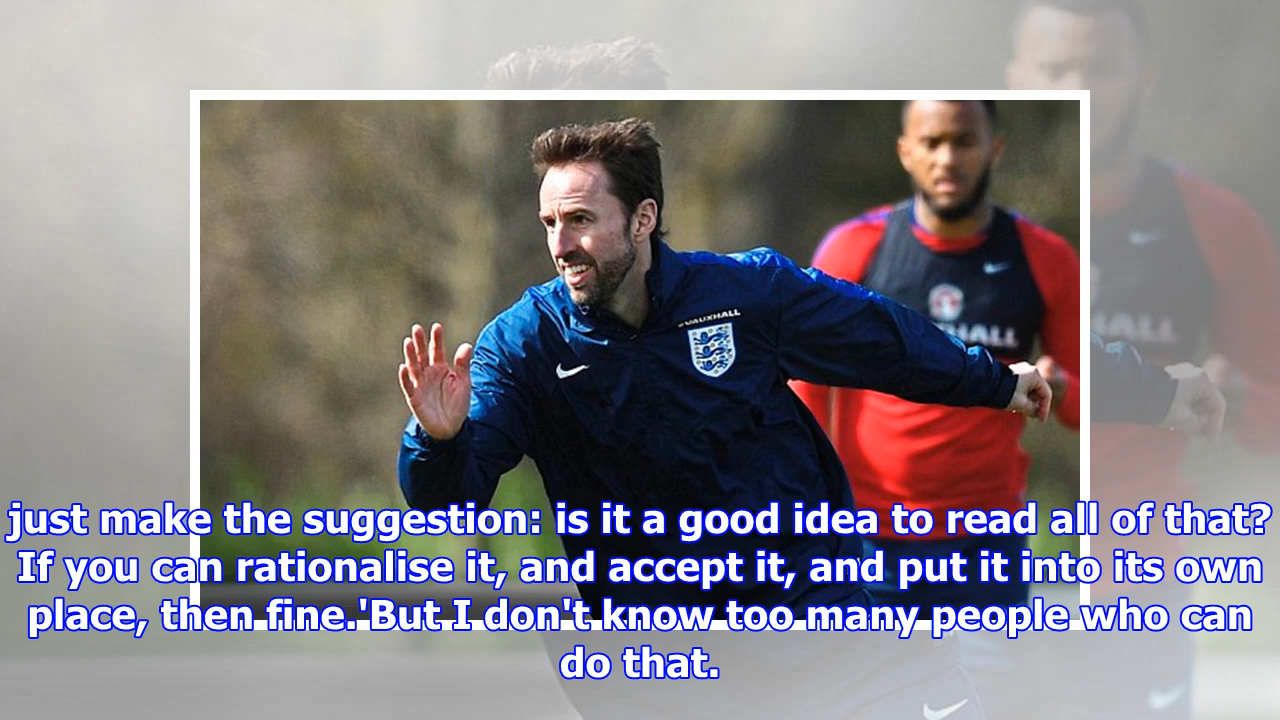 VAUXHALL
HALL
just make the suggestion: is it a good idea to read all of that?
If you can rationalise it, and accept it, and put it into its own
place, then fine.'But I don't know too many people who can
do that.